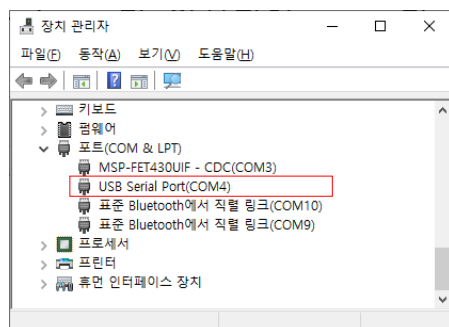 장치 관리자
파일(F) 동작(A) 보기(V) 도움말(H)
키보드
펌웨어
포트(COM & LPT)
MSP-FET430UIF - CDC(COM3)
USB Serial Port(COM4)
표준 Bluetooth에서 직렬 링크(COM10)
표준 Bluetooth에서 직렬 링크(COM9)
프로세서
프린터
휴먼 인터페이스 장치